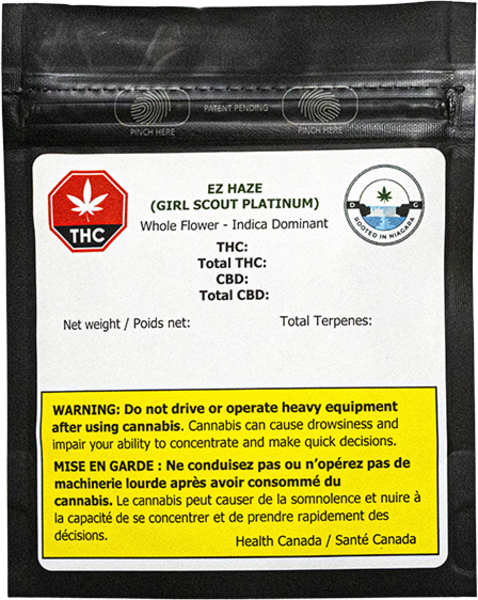 PATENT PENDING
PINCH HERE
PINCH HERE
THC
EZ HAZE
(GIRL SCOUT PLATINUM)
Whole Flower - Indica Dominant
D G
ROOTED IN NIAGARA
THC:
Total THC:
CBD:
Total CBD:
Net weight / Poids net:
Total Terpenes:
WARNING: Do not drive or operate heavy equipment
after using cannabis. Cannabis can cause drowsiness and
impair your ability to concentrate and make quick decisions.
MISE EN GARDE : Ne conduisez pas ou n’opérez pas de
machinerie lourde après avoir consommé du
cannabis. Le cannabis peut causer de la somnolence et nuire à
la capacité de se concentrer et de prendre rapidement des
décisions.
Health Canada / Santé Canada